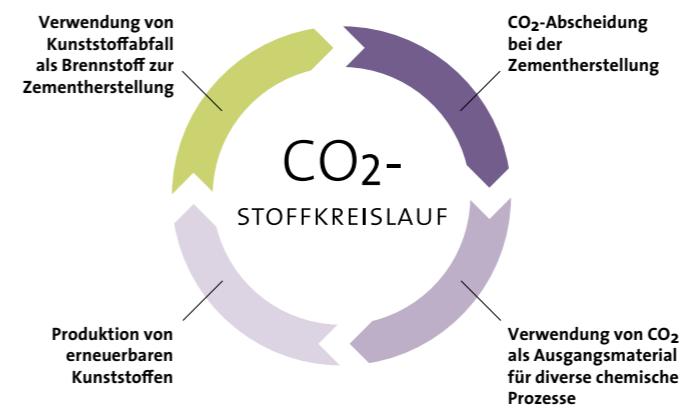 Verwendung von
Kunststoffabfall
als Brennstoff zur
Zementherstellung
CO2-Abscheidung
bei der
Zementherstellung
CO2-
STOFFKREISLAUF
Produktion von
erneuerbaren
Kunststoffen
Verwendung von CO2
als Ausgangsmaterial
für diverse chemische
Prozesse